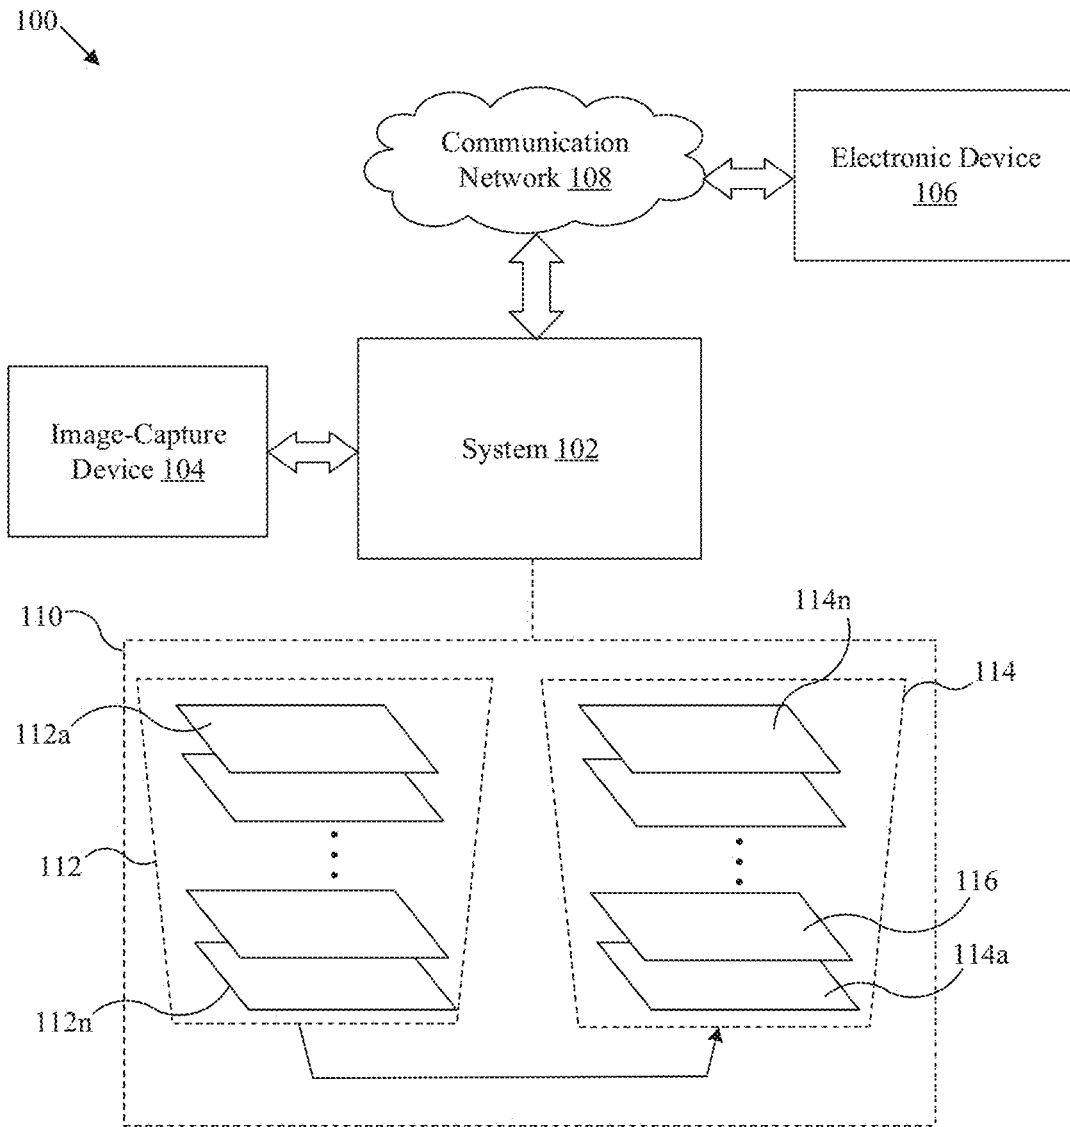 100
Communication
Network 108
Electronic Device
106
Image-Capture
Device 104
System 102
110
114n
114
112a
112
116
114a
112n